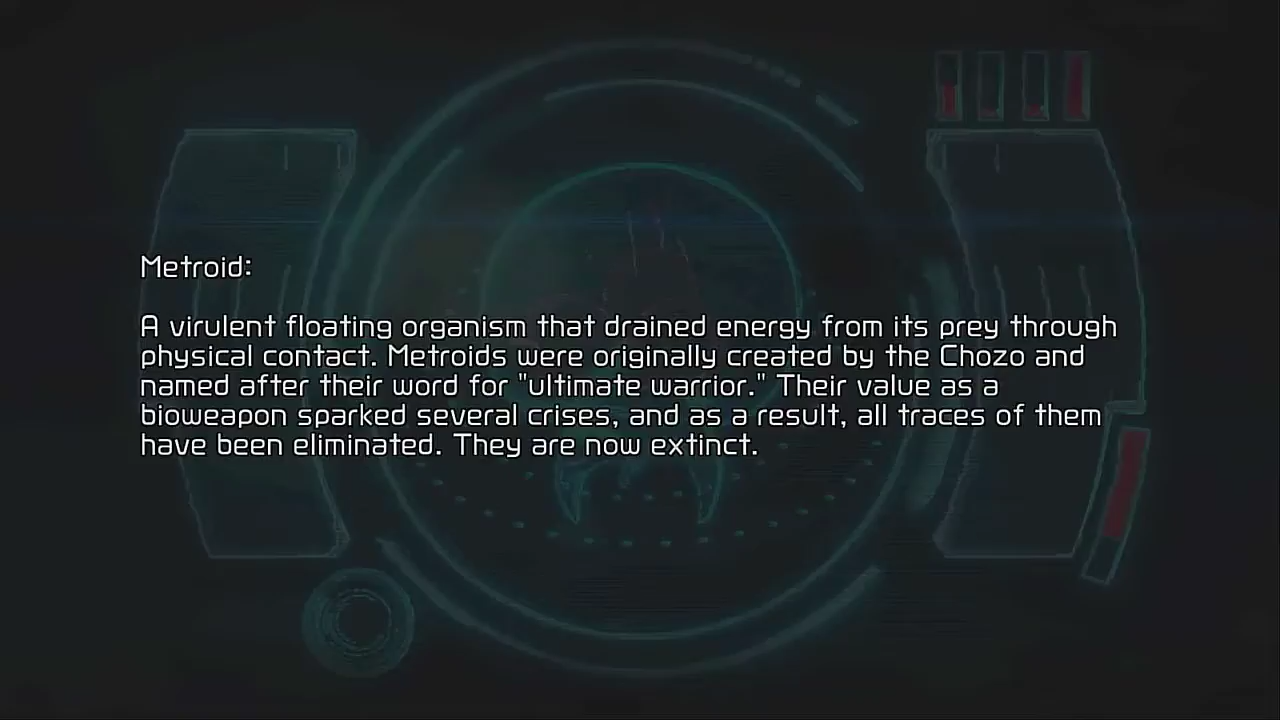 Metroid:
A virulent floating organism that drained energy from its prey through
physical contact. Metroids were originally created by the Chozo and
named after their word for "ultimate warrior." Their value as a
bioweapon sparked several crises, and as a result, all traces of them
have been eliminated. They are now extinct.